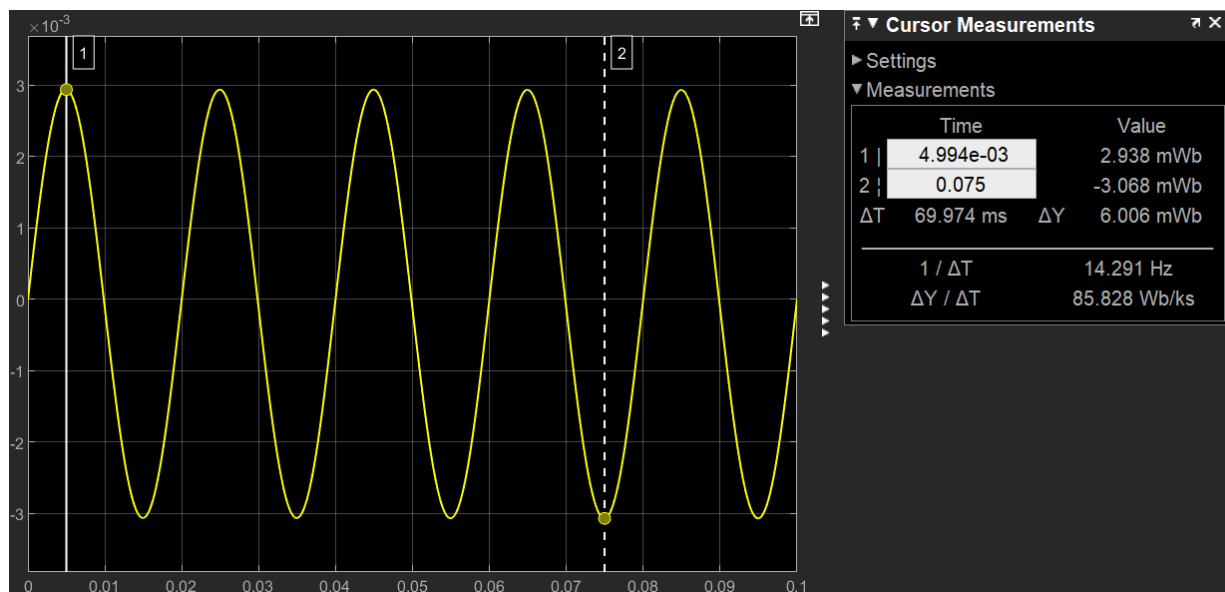 ×10⁻³
1
2
3
2
1
0
-1
-2
-3
0 0.01 0.02 0.03 0.04 0.05 0.06 0.07 0.08 0.09 0.1
Cursor Measurements
Settings
Measurements
Time Value
1 | 4.994e-03 2.938 mWb
2 ¦ 0.075 -3.068 mWb
ΔT 69.974 ms ΔY 6.006 mWb
1 / ΔT 14.291 Hz
ΔY / ΔT 85.828 Wb/ks